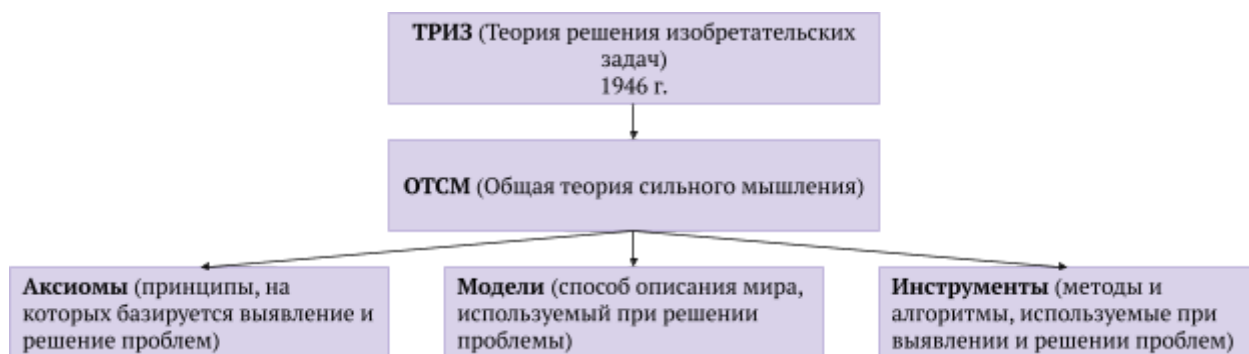 ТРИЗ (Теория решения изобретательских
задач)
1946 г.
ОТСМ (Общая теория сильного мышления)
Аксиомы (принципы, на
которых базируется выявление и
решение проблем)
Модели (способ описания мира,
используемый при решении
проблемы)
Инструменты (методы и
алгоритмы, используемые при
выявлении и решении проблем)